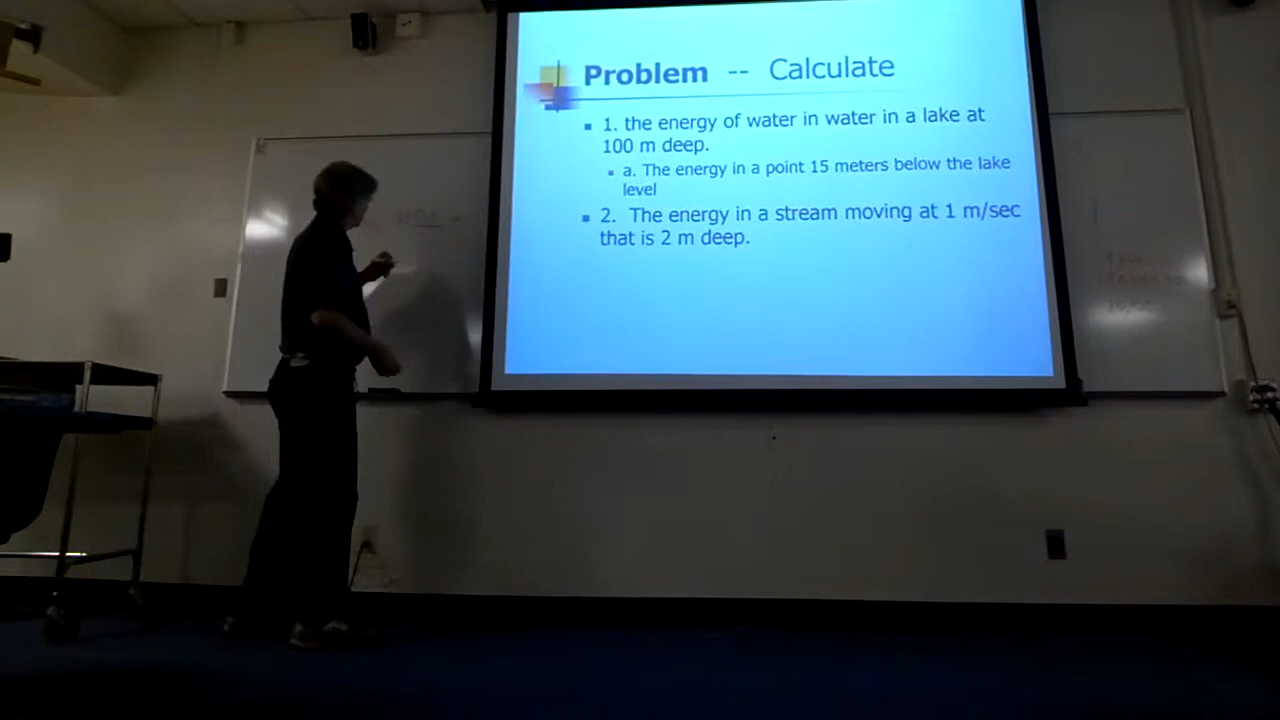 Problem -- Calculate
1. the energy of water in water in a lake at
100 m deep.
a. The energy in a point 15 meters below the lake
level
2. The energy in a stream moving at 1 m/sec
that is 2 m deep.